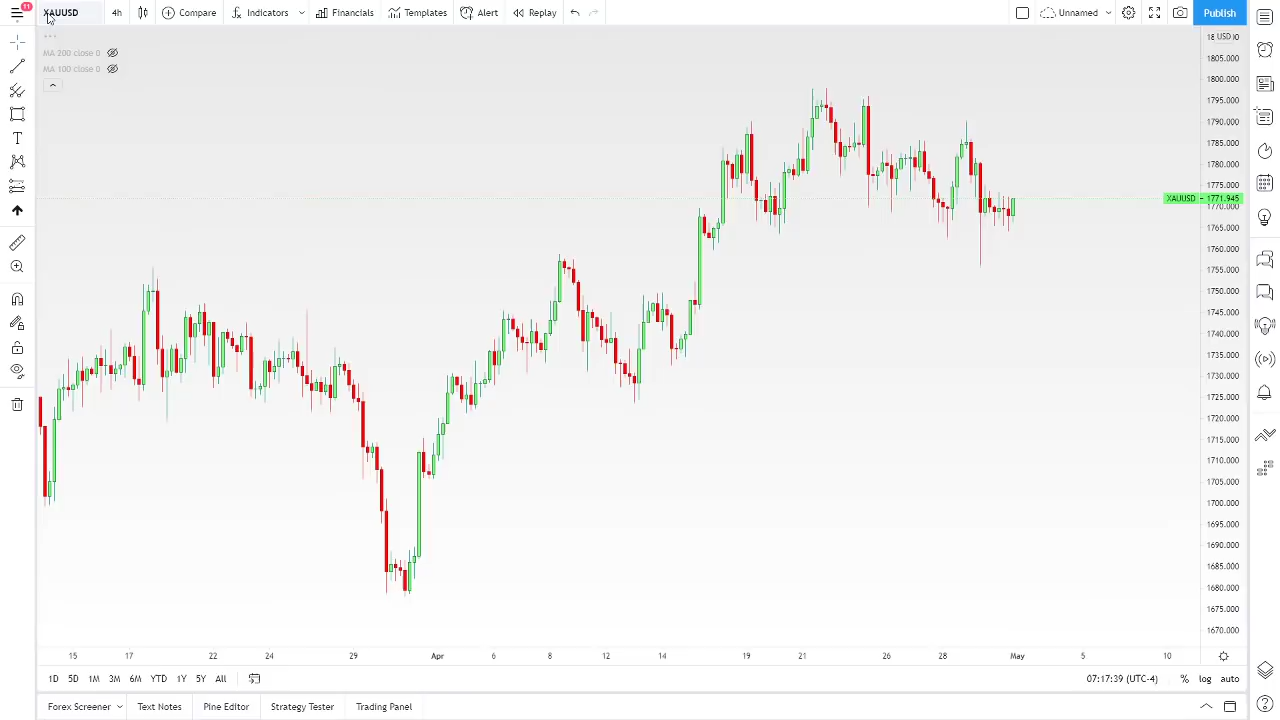 11
XAUUSD
4h
Compare
Indicators
Financials
Templates
Alert
Replay
Unnamed
Publish
MA 200 close 0
MA 100 close 0
USD
1805.000
1800.000
1795.000
1790.000
1785.000
1780.000
1775.000
XAUUSD - 1771.945
1770.000
1765.000
1760.000
1755.000
1750.000
1745.000
1740.000
1735.000
1730.000
1725.000
1720.000
1715.000
1710.000
1705.000
1700.000
1695.000
1690.000
1685.000
1680.000
1675.000
1670.000
15 17 22 24 29 Apr 6 8 12 14 19 21 26 28 May 5 10
1D 5D 1M 3M 6M YTD 1Y 5Y All
07:17:39 (UTC-4)
% log auto
Forex Screener
Text Notes
Pine Editor
Strategy Tester
Trading Panel